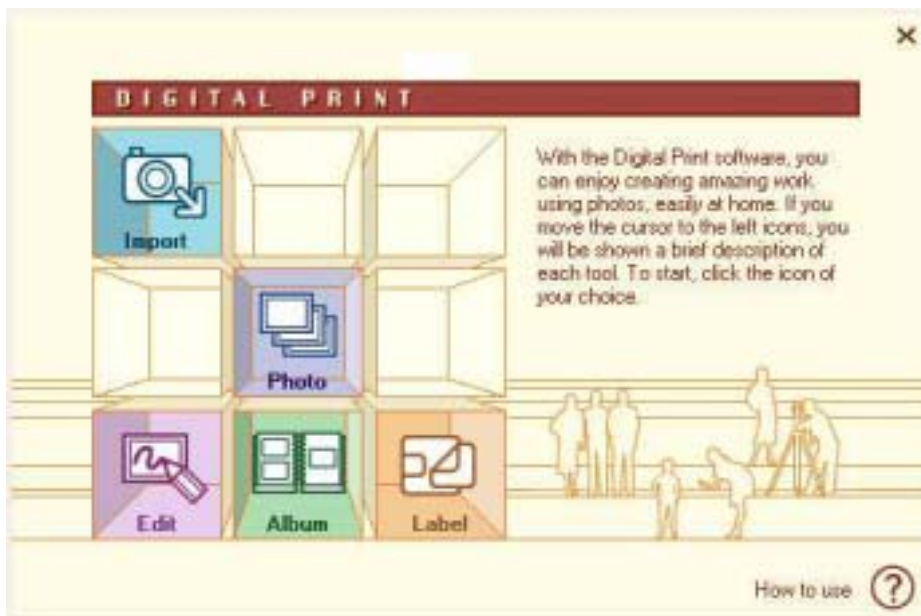 DIGITAL PRINT
Import
Photo
Edit
Album
Label
With the Digital Print software, you
can enjoy creating amazing work
using photos, easily at home. If you
move the cursor to the left icons, you
will be shown a brief description of
each tool. To start, click the icon of
your choice.
How to use ?